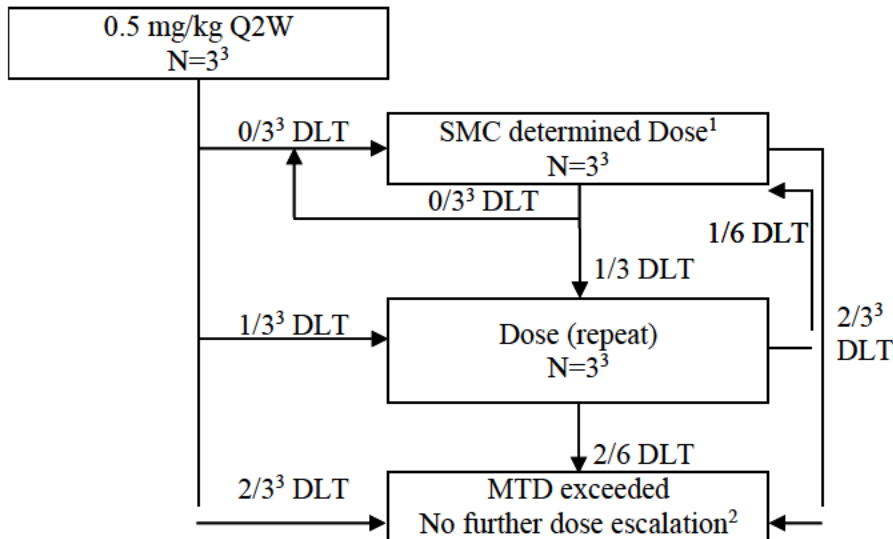 0.5 mg/kg Q2W
N=3³
0/3³ DLT
SMC determined Dose¹
N=3³
0/3³ DLT
1/6 DLT
1/3 DLT
1/3³ DLT
Dose (repeat)
N=3³
2/3³
DLT
2/6 DLT
2/3³ DLT
MTD exceeded
No further dose escalation²